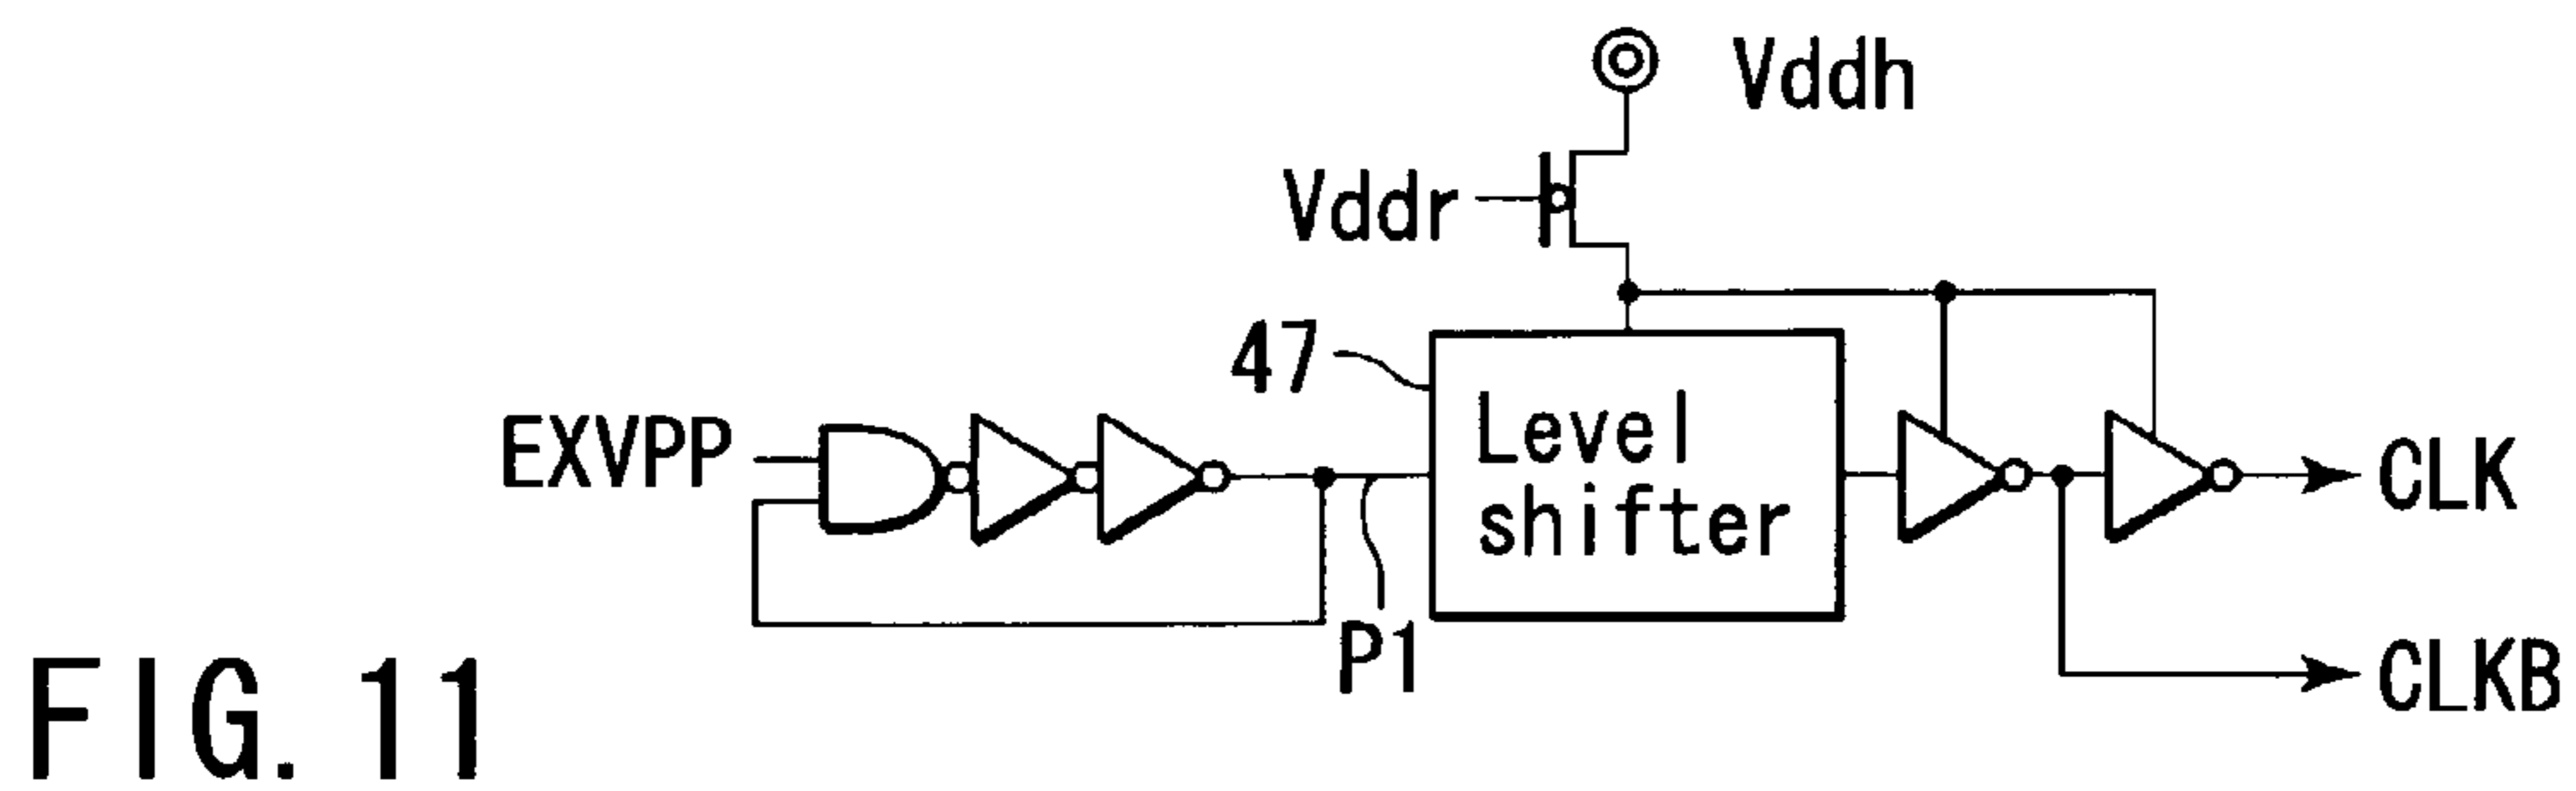 Vddh
Vddr
47
Level
shifter
EXVPP
CLK
P1
CLKB
FIG. 11